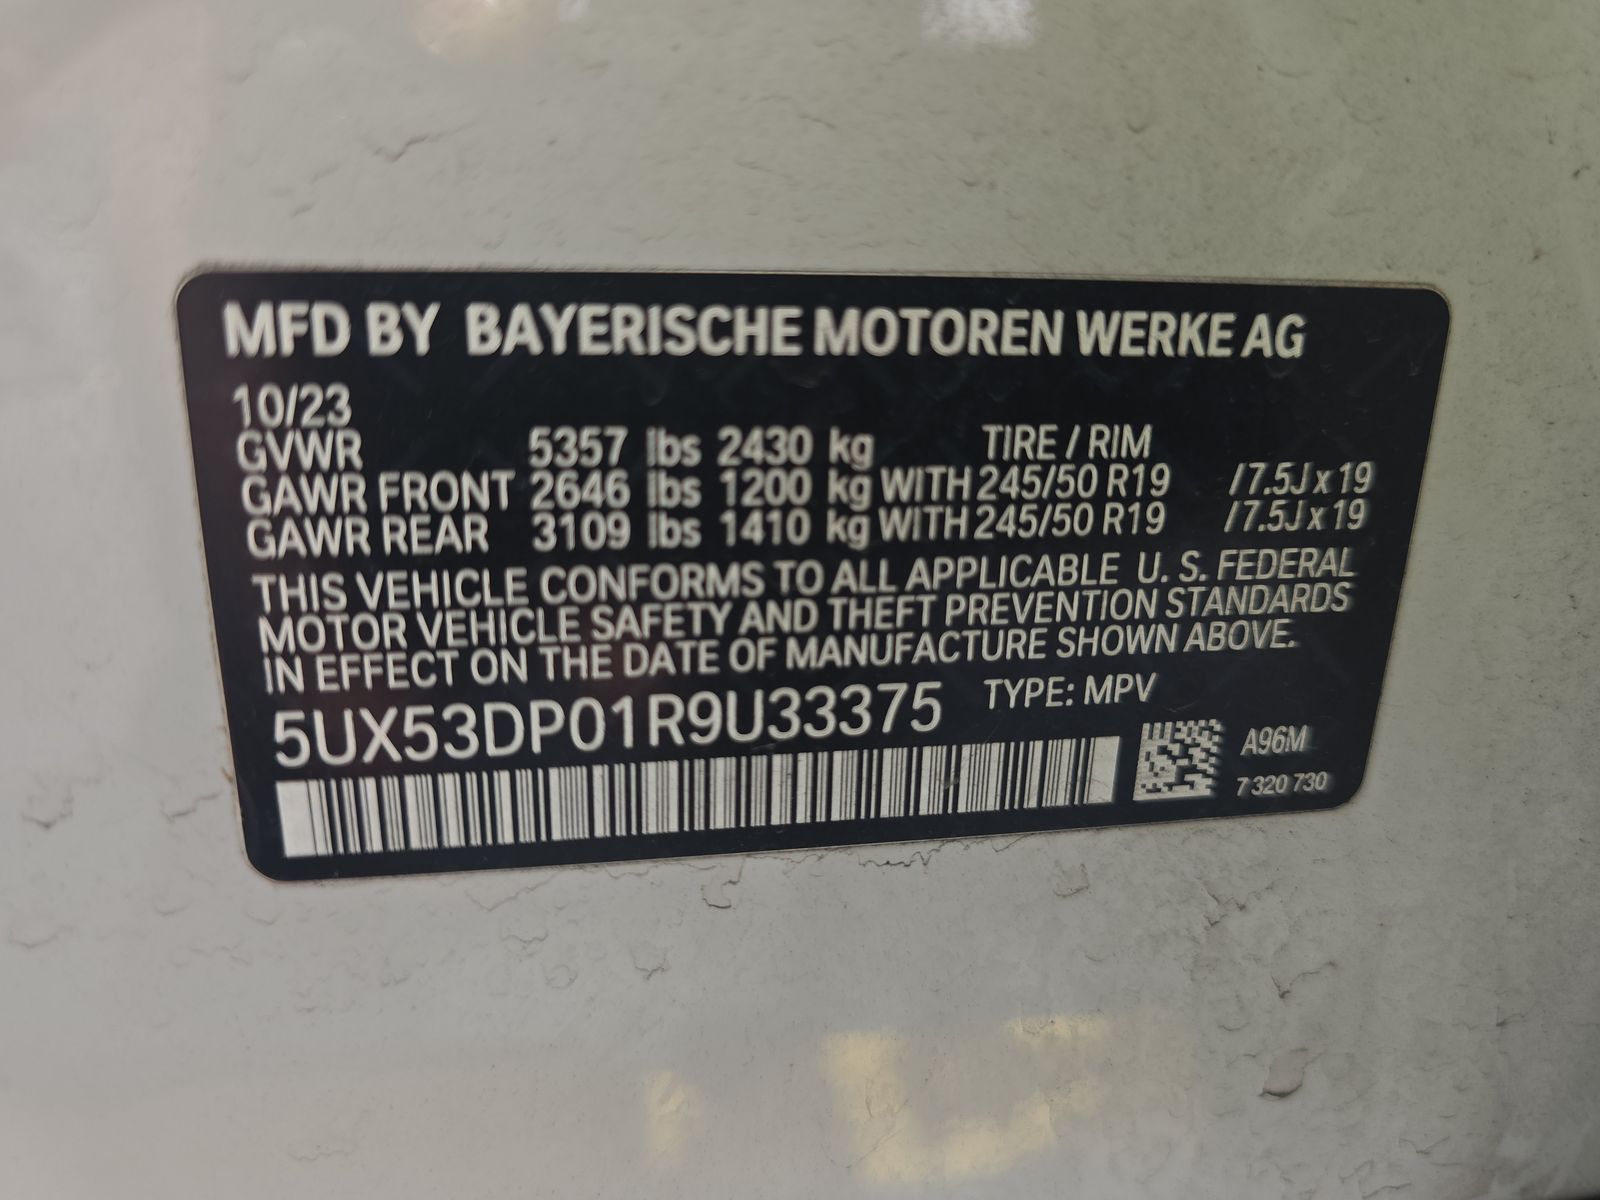 MFD BY BAYERISCHE MOTOREN WERKE AG
10/23
GVWR 5357 lbs 2430 kg TIRE / RIM
GAWR FRONT 2646 lbs 1200 kg WITH 245/50 R19 /7.5J x 19
GAWR REAR 3109 lbs 1410 kg WITH 245/50 R19 /7.5J x 19
THIS VEHICLE CONFORMS TO ALL APPLICABLE U. S. FEDERAL
MOTOR VEHICLE SAFETY AND THEFT PREVENTION STANDARDS
IN EFFECT ON THE DATE OF MANUFACTURE SHOWN ABOVE.
5UX53DP01R9U33375 TYPE: MPV
A96M
7 320 730